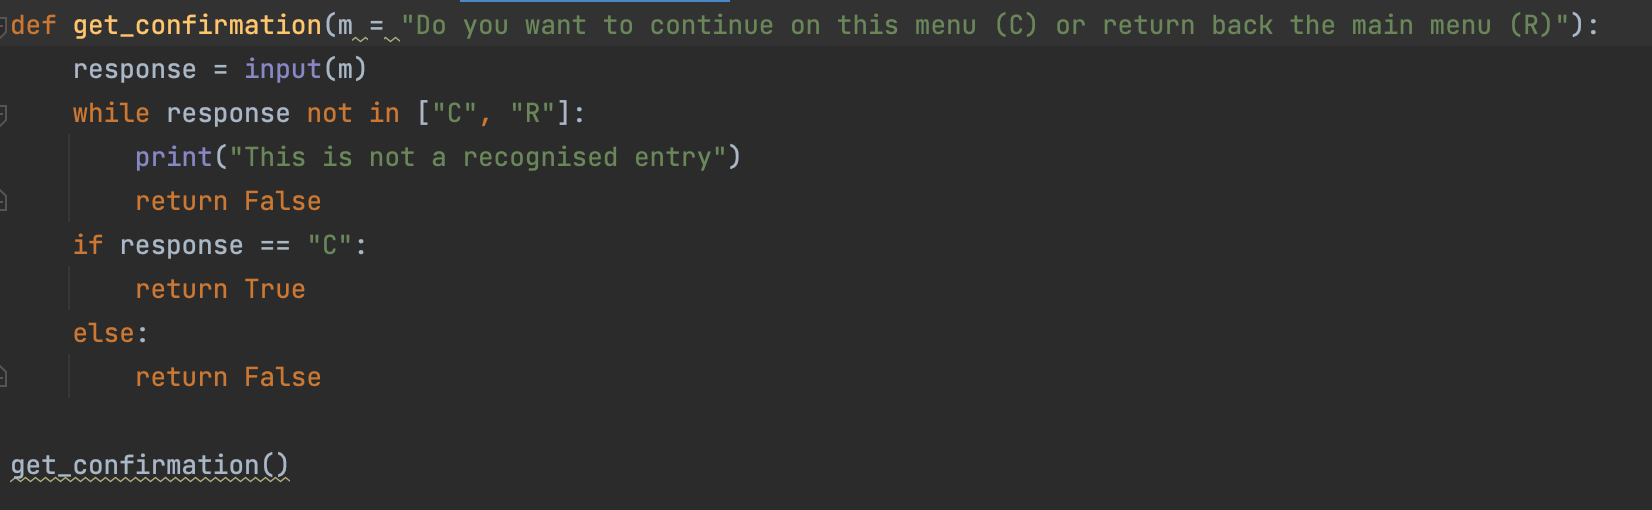 def get_confirmation(m = "Do you want to continue on this menu (C) or return back the main menu (R)"):
    response = input(m)
    while response not in ["C", "R"]:
        print("This is not a recognised entry")
        return False
    if response == "C":
        return True
    else:
        return False
get_confirmation()